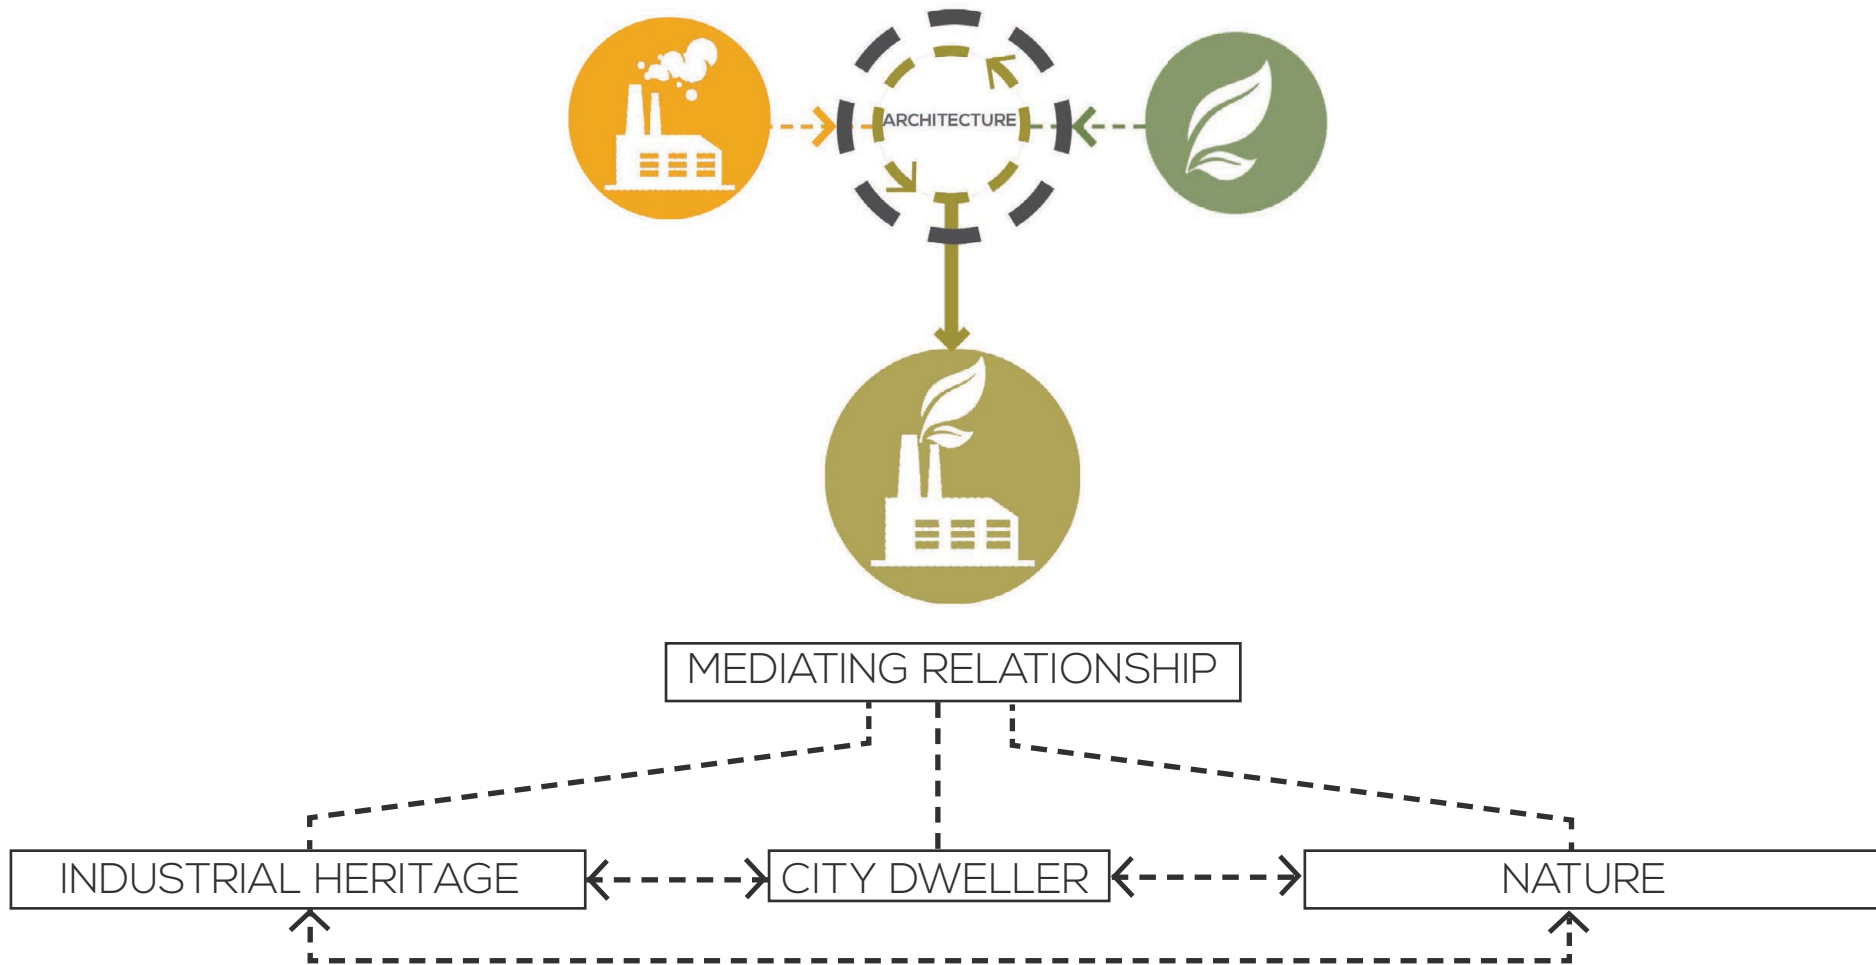 ARCHITECTURE
MEDIATING RELATIONSHIP
INDUSTRIAL HERITAGE
CITY DWELLER
NATURE